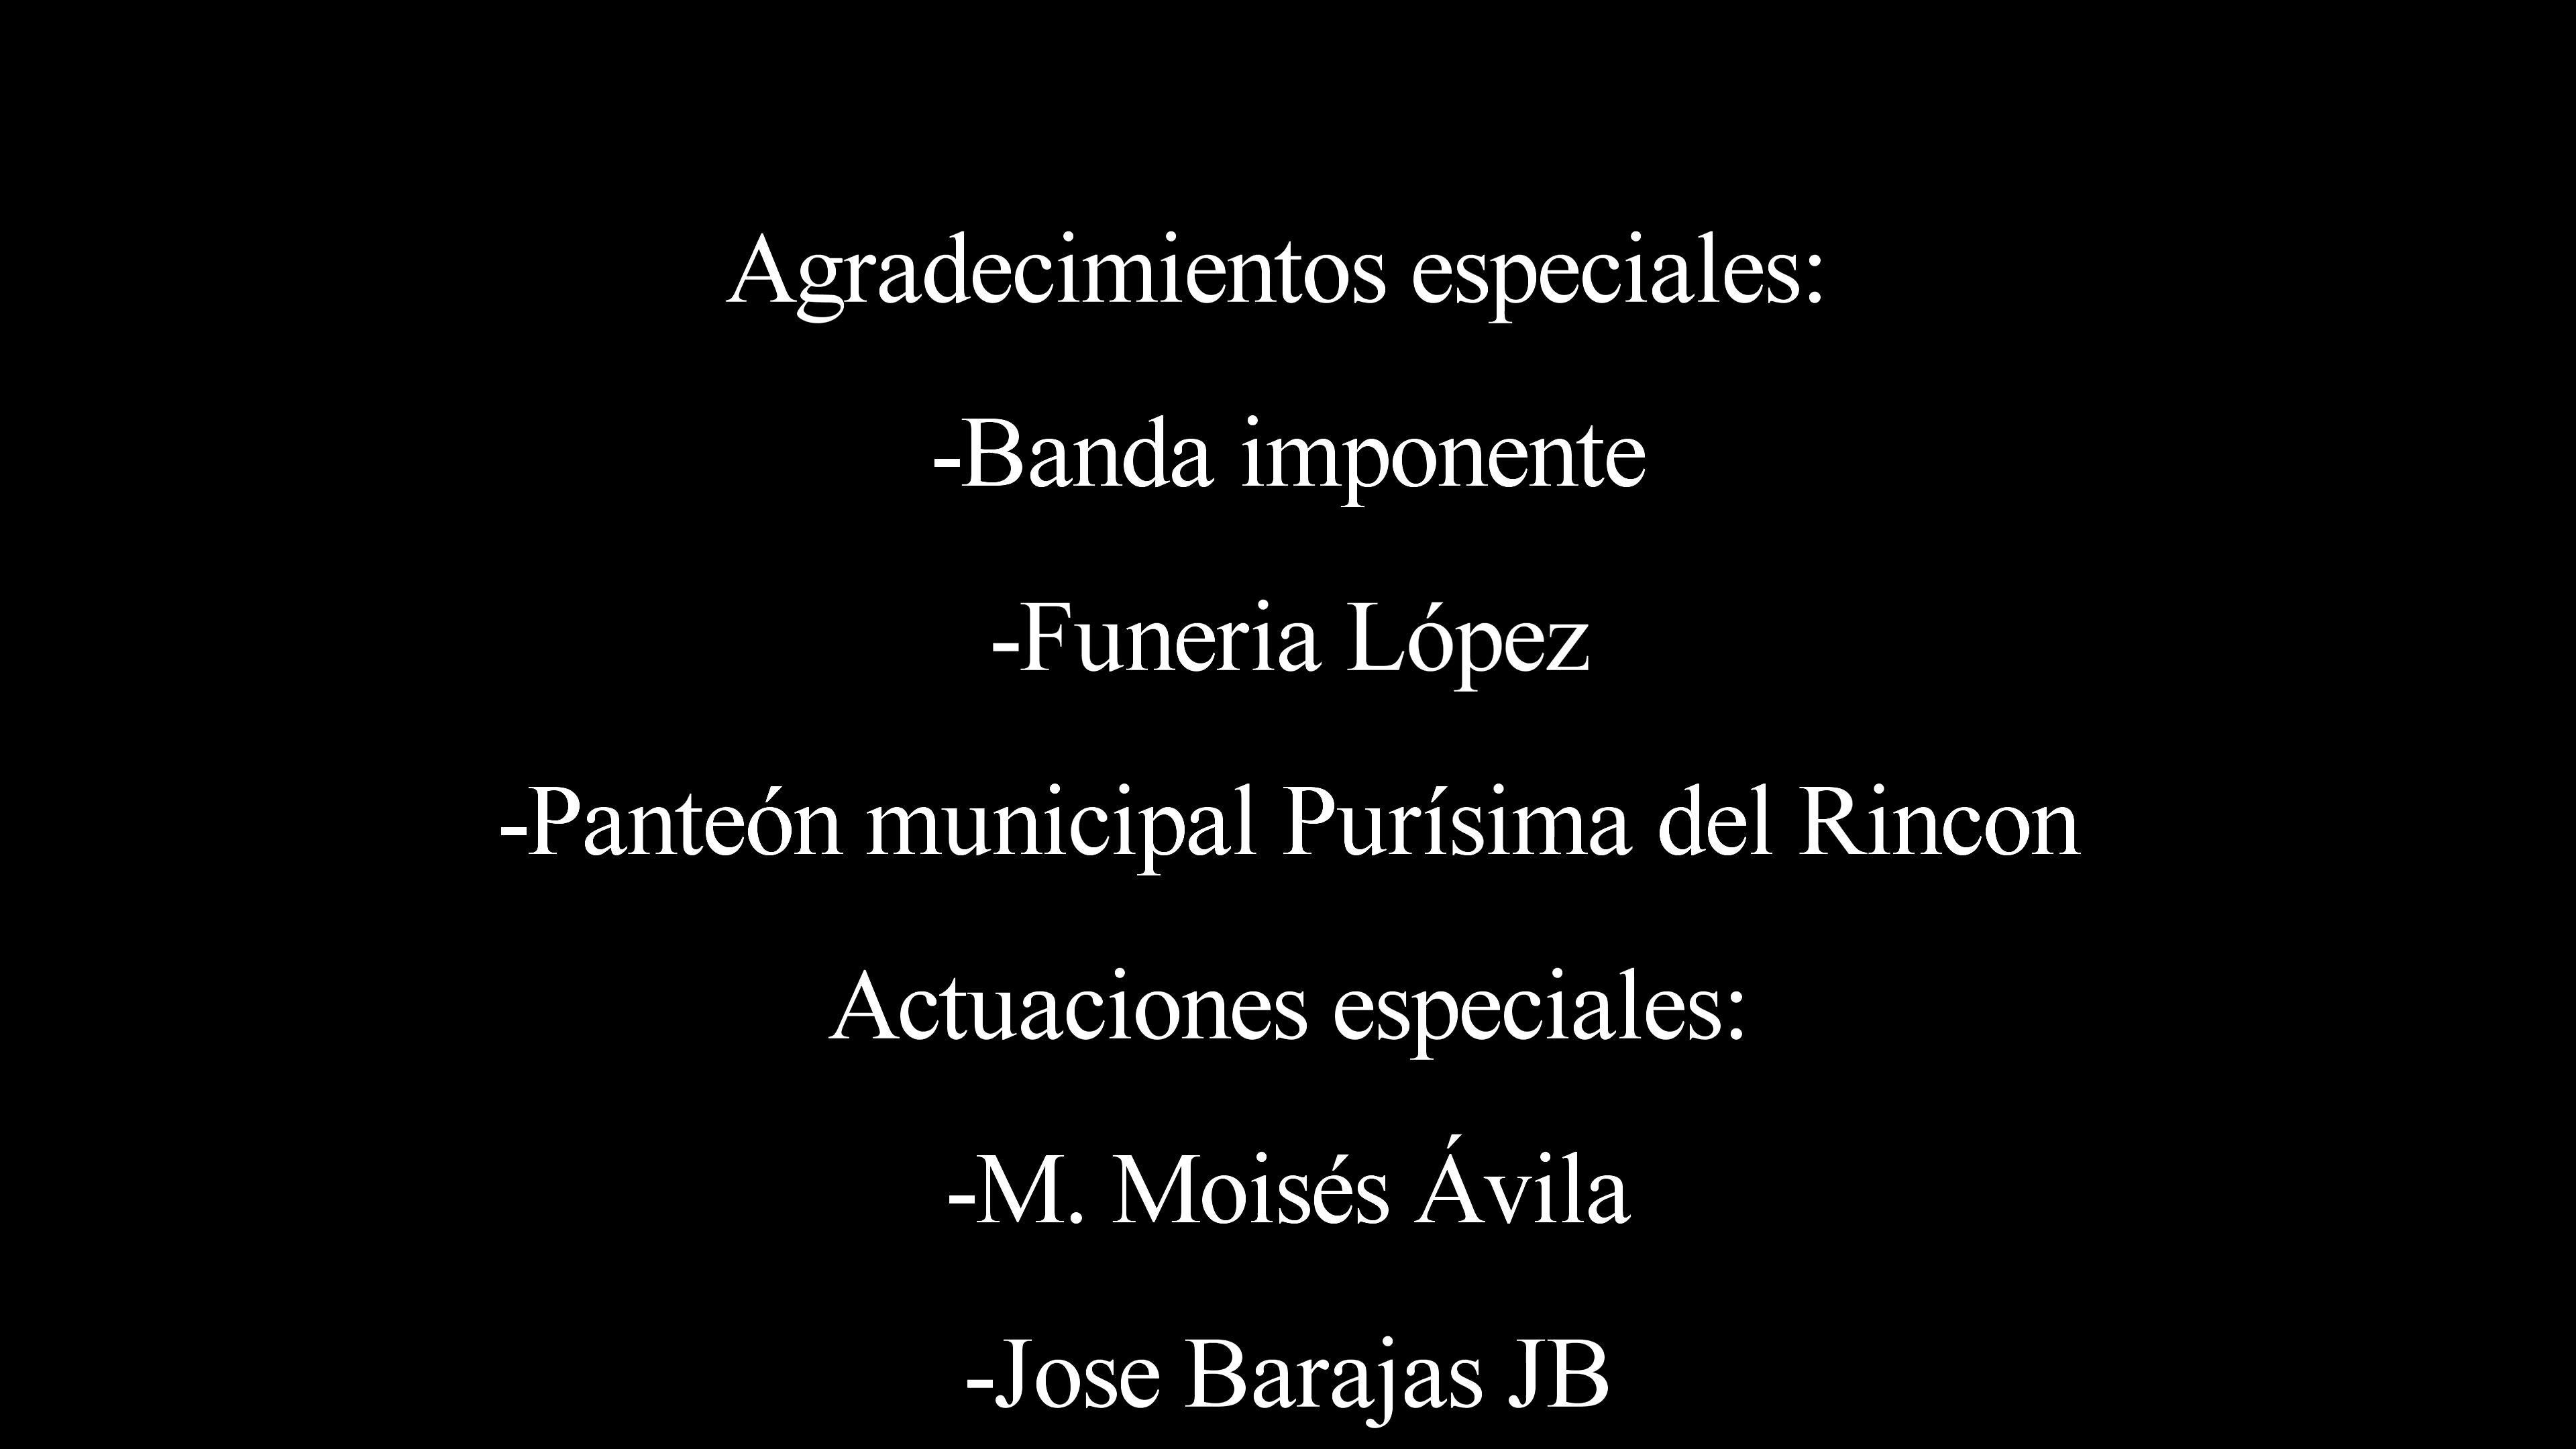 Agradecimientos especiales:
-Banda imponente
-Funeria López
-Panteón municipal Purísima del Rincon
Actuaciones especiales:
-M. Moisés Ávila
-Jose Barajas JB